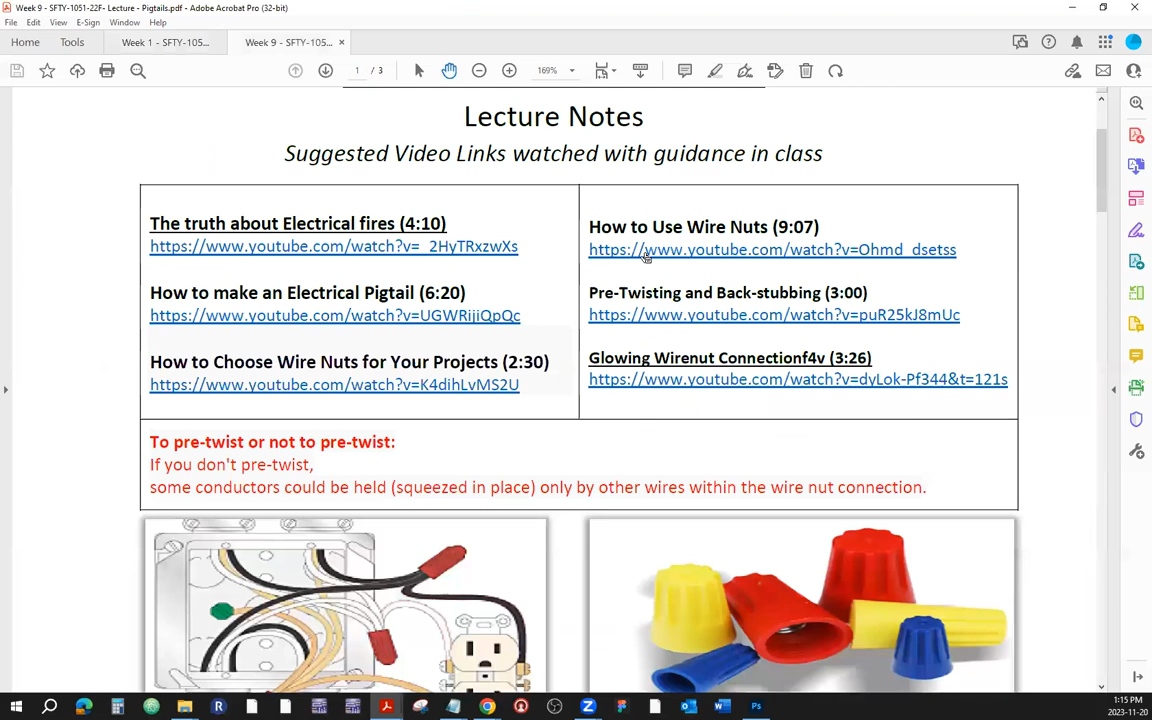 Week 9 - SFTY-1051-22F- Lecture - Pigtails.pdf - Adobe Acrobat Pro (32-bit)
File Edit View E-Sign Window Help
Home Tools Week 1 - SFTY-105... Week 9 - SFTY-105... ×
1 / 3 169%
Lecture Notes
Suggested Video Links watched with guidance in class
The truth about Electrical fires (4:10)
https://www.youtube.com/watch?v=_2HyTRxzwXs
How to make an Electrical Pigtail (6:20)
https://www.youtube.com/watch?v=UGWRijiQpQc
How to Choose Wire Nuts for Your Projects (2:30)
https://www.youtube.com/watch?v=K4dihLvMS2U
How to Use Wire Nuts (9:07)
https://www.youtube.com/watch?v=Ohmd_dsetss
Pre-Twisting and Back-stubbing (3:00)
https://www.youtube.com/watch?v=puR25kJ8mUc
Glowing Wirenut Connectionf4v (3:26)
https://www.youtube.com/watch?v=dyLok-Pf344&t=121s
To pre-twist or not to pre-twist:
If you don't pre-twist,
some conductors could be held (squeezed in place) only by other wires within the wire nut connection.
1:15 PM
2023-11-20